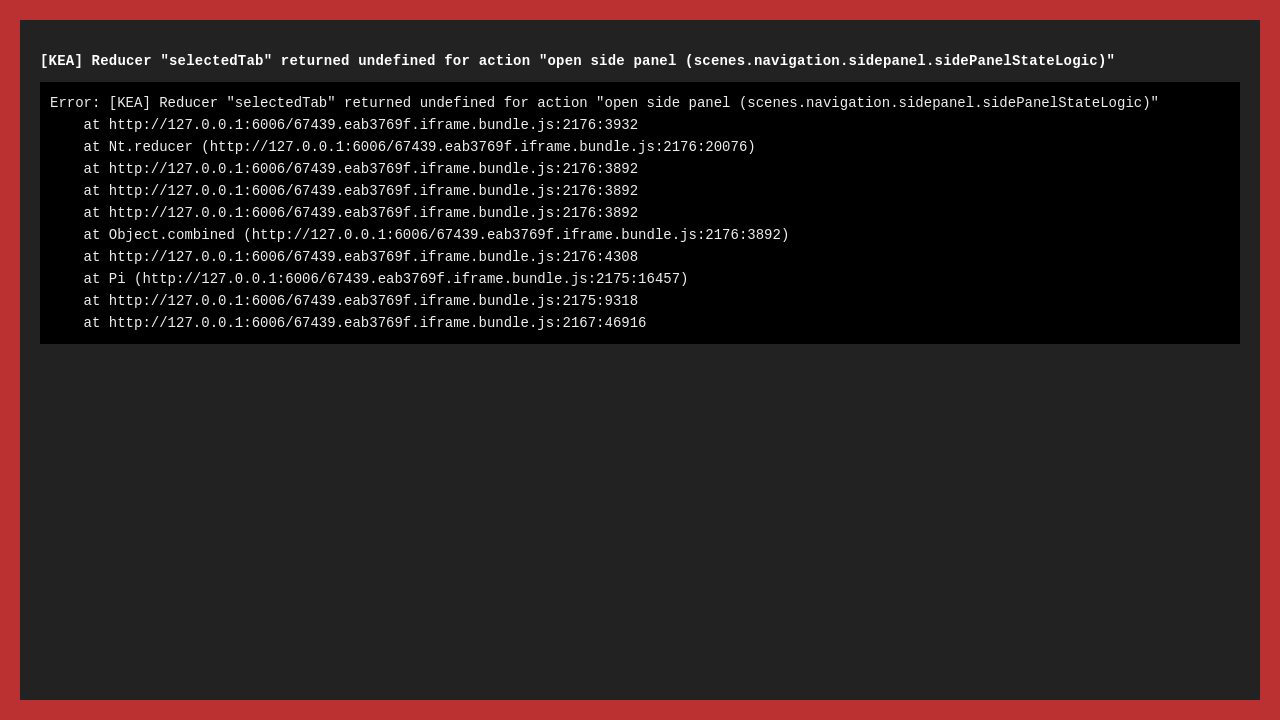 [KEA] Reducer "selectedTab" returned undefined for action "open side panel (scenes.navigation.sidepanel.sidePanelStateLogic)"
Error: [KEA] Reducer "selectedTab" returned undefined for action "open side panel (scenes.navigation.sidepanel.sidePanelStateLogic)"
    at http://127.0.0.1:6006/67439.eab3769f.iframe.bundle.js:2176:3932
    at Nt.reducer (http://127.0.0.1:6006/67439.eab3769f.iframe.bundle.js:2176:20076)
    at http://127.0.0.1:6006/67439.eab3769f.iframe.bundle.js:2176:3892
    at http://127.0.0.1:6006/67439.eab3769f.iframe.bundle.js:2176:3892
    at http://127.0.0.1:6006/67439.eab3769f.iframe.bundle.js:2176:3892
    at Object.combined (http://127.0.0.1:6006/67439.eab3769f.iframe.bundle.js:2176:3892)
    at http://127.0.0.1:6006/67439.eab3769f.iframe.bundle.js:2176:4308
    at Pi (http://127.0.0.1:6006/67439.eab3769f.iframe.bundle.js:2175:16457)
    at http://127.0.0.1:6006/67439.eab3769f.iframe.bundle.js:2175:9318
    at http://127.0.0.1:6006/67439.eab3769f.iframe.bundle.js:2167:46916